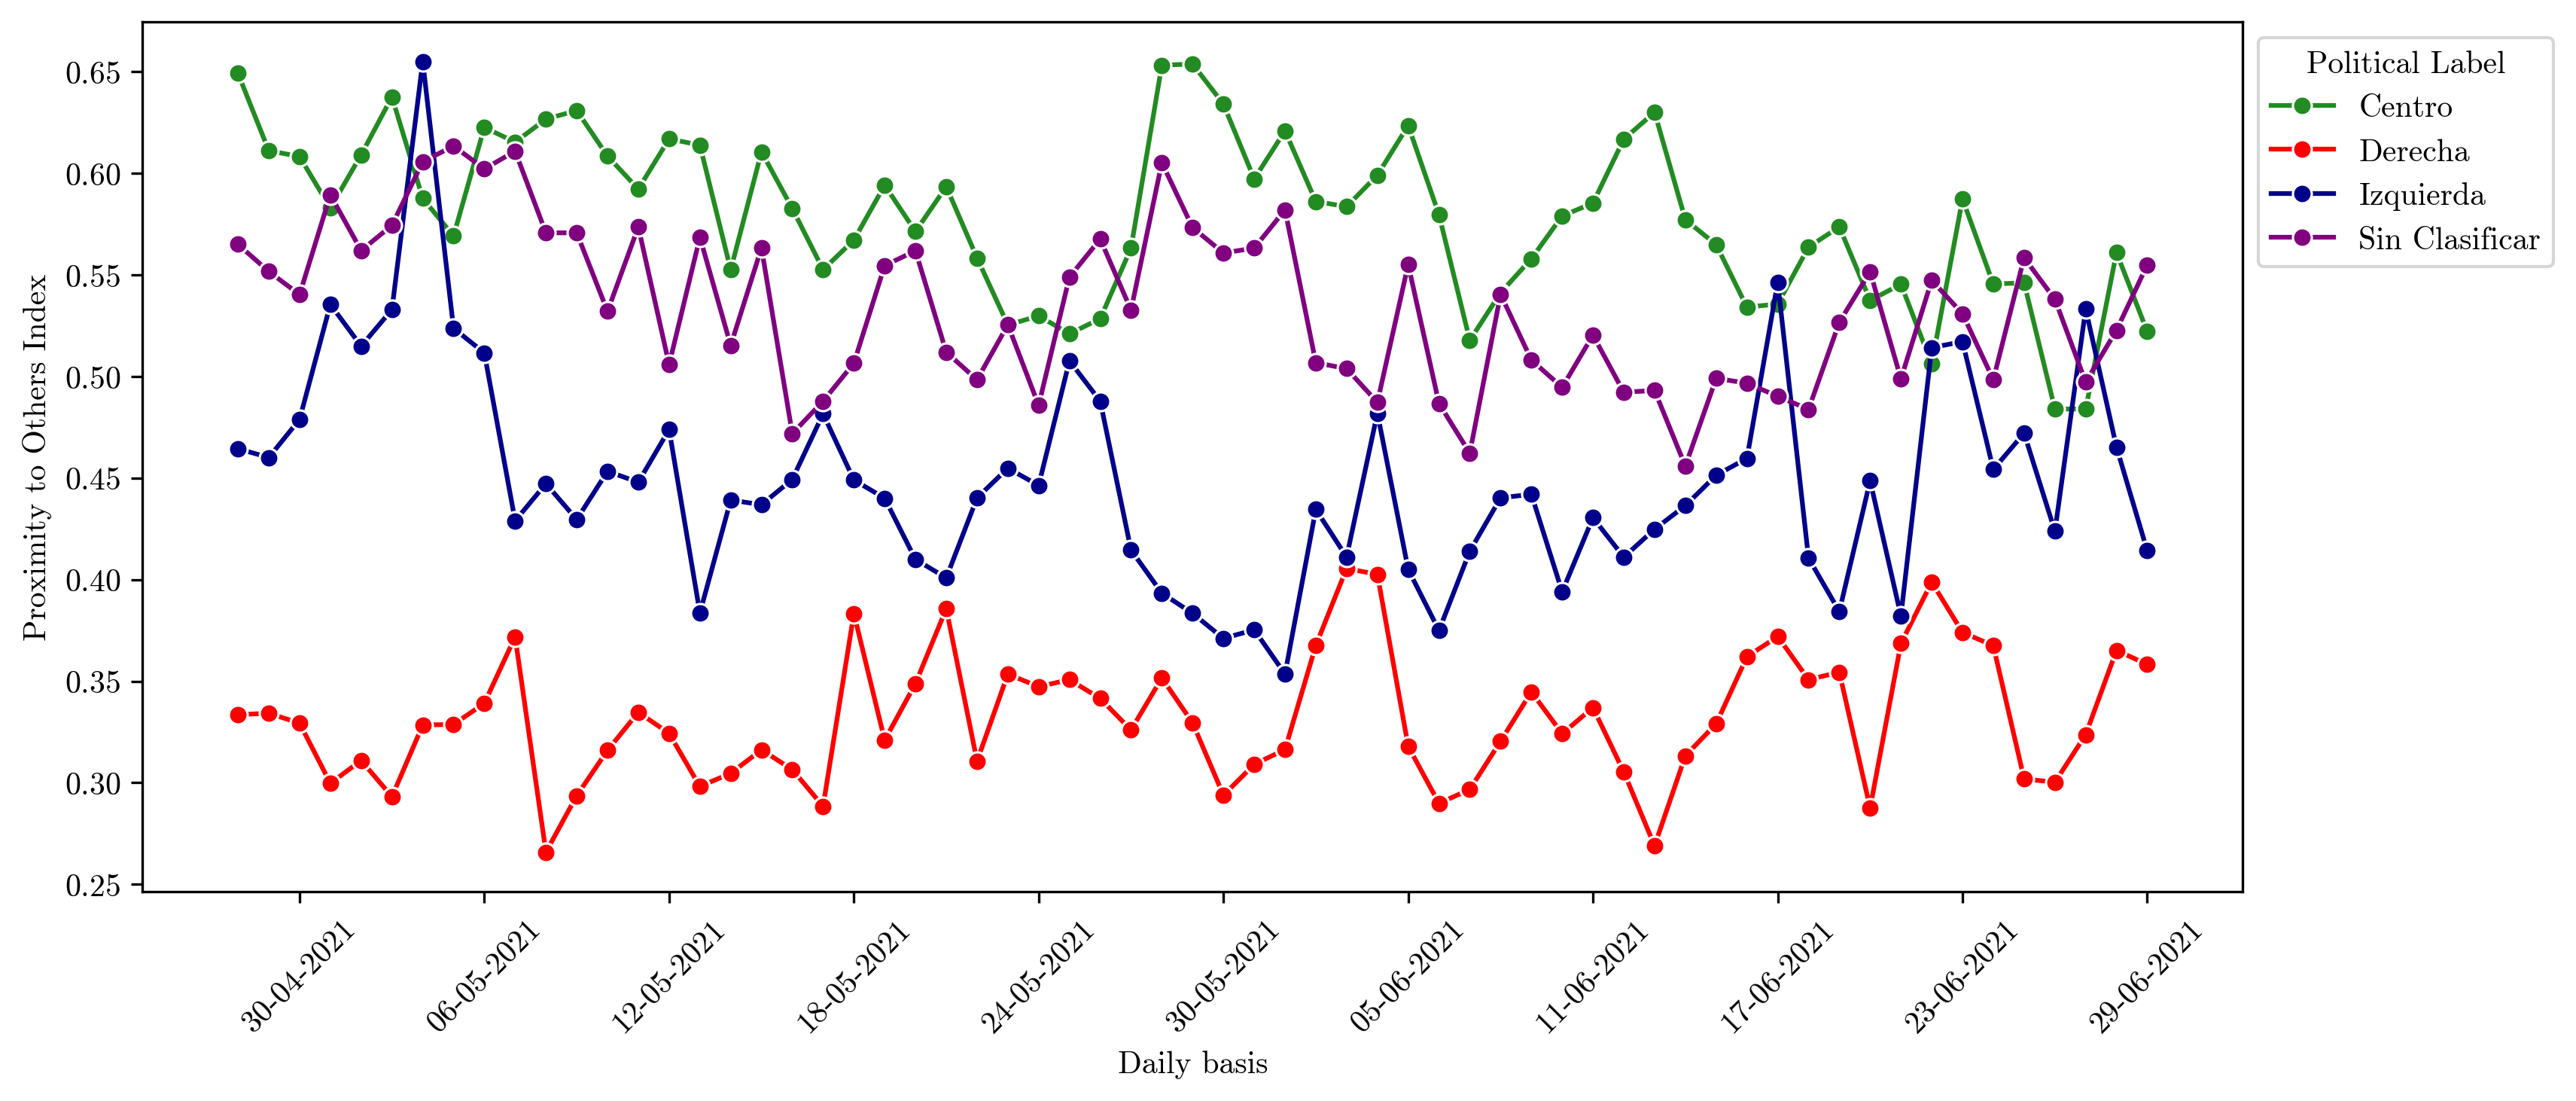 Political Label
Centro
Derecha
Izquierda
Sin Clasificar
Proximity to Others Index
0.65
0.60
0.55
0.50
0.45
0.40
0.35
0.30
0.25
30-04-2021
06-05-2021
12-05-2021
18-05-2021
24-05-2021
30-05-2021
05-06-2021
11-06-2021
17-06-2021
23-06-2021
29-06-2021
Daily basis